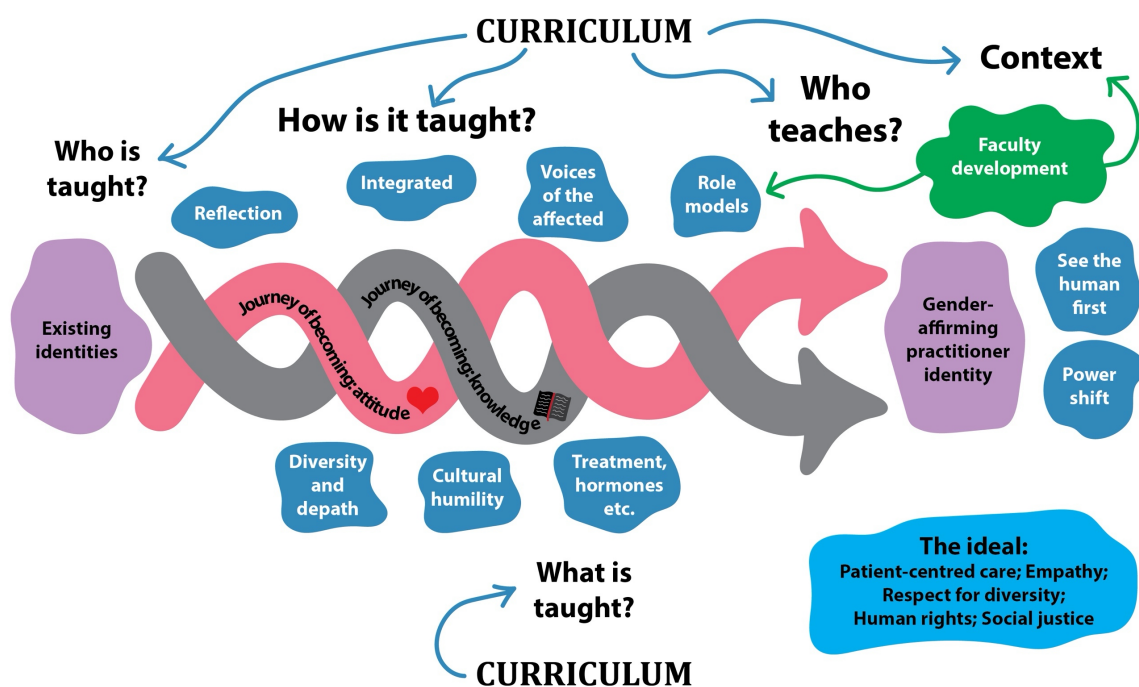 CURRICULUM
Context
How is it taught?
Who
teaches?
Who is
taught?
Faculty
development
Reflection
Integrated
Voices
of the
affected
Role
models
Existing
identities
Journey of becoming: attitude
Journey of becoming: knowledge
Gender-
affirming
practitioner
identity
See the
human
first
Power
shift
Diversity
and
depath
Cultural
humility
Treatment,
hormones
etc.
What is
taught?
CURRICULUM
The ideal:
Patient-centred care; Empathy;
Respect for diversity;
Human rights; Social justice